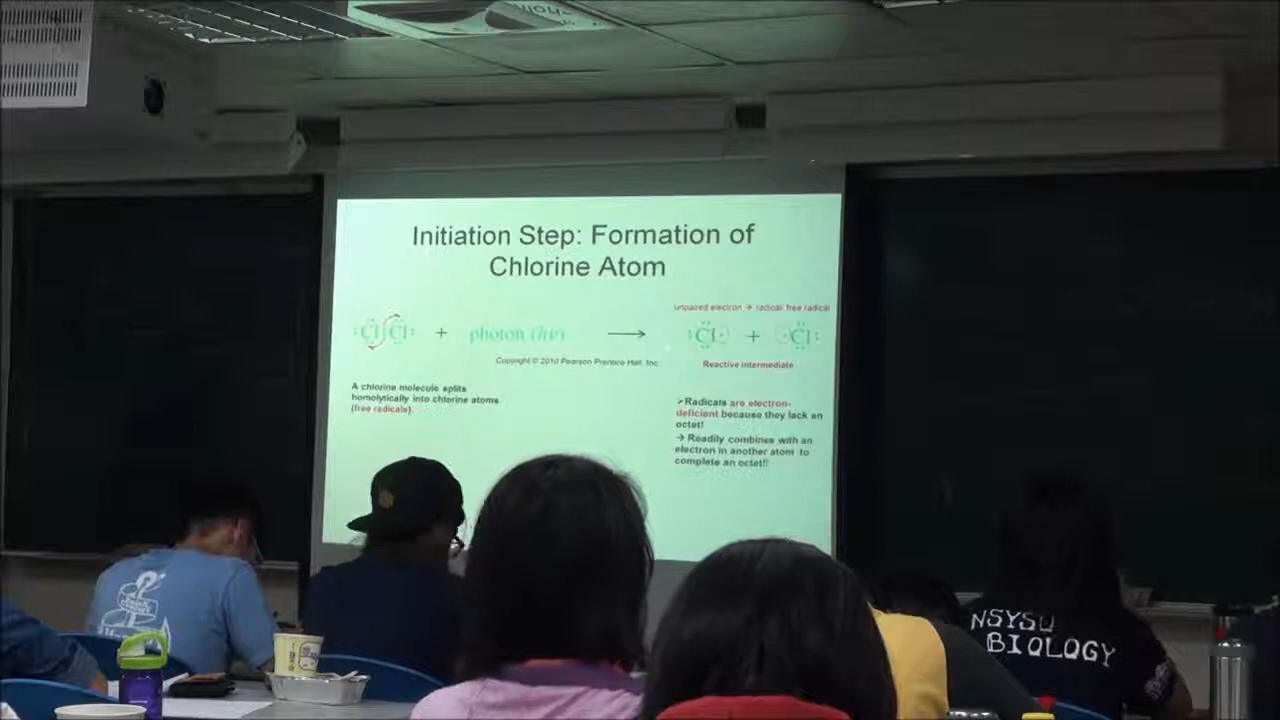 Initiation Step: Formation of
Chlorine Atom
unpaired electron → radical/ free radical
:Cl Cl: + photon (hν) → :Cl· + ·Cl:
Copyright © 2010 Pearson Prentice Hall, Inc.
Reactive intermediate
A chlorine molecule splits
homolytically into chlorine atoms
(free radicals).
➢Radicals are electron-
deficient because they lack an
octet!
→ Readily combines with an
electron in another atom to
complete an octet!!
NSYSU
BIOLOGY